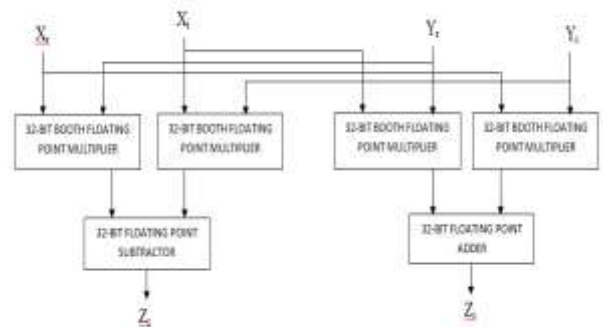 Xr Xi Yr Yi
32-BIT BOOTH FLOATING
POINT MULTIPLIER
32-BIT BOOTH FLOATING
POINT MULTIPLIER
32-BIT BOOTH FLOATING
POINT MULTIPLIER
32-BIT BOOTH FLOATING
POINT MULTIPLIER
32-BIT FLOATING POINT
SUBTRACTOR
32-BIT FLOATING POINT
ADDER